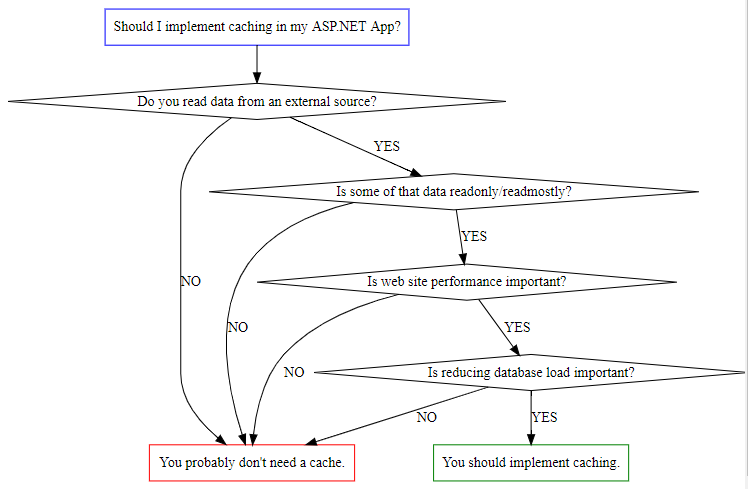 Should I implement caching in my ASP.NET App?
Do you read data from an external source?
YES
Is some of that data readonly/readmostly?
YES
NO
Is web site performance important?
NO
YES
NO
Is reducing database load important?
NO
YES
You probably don't need a cache.
You should implement caching.